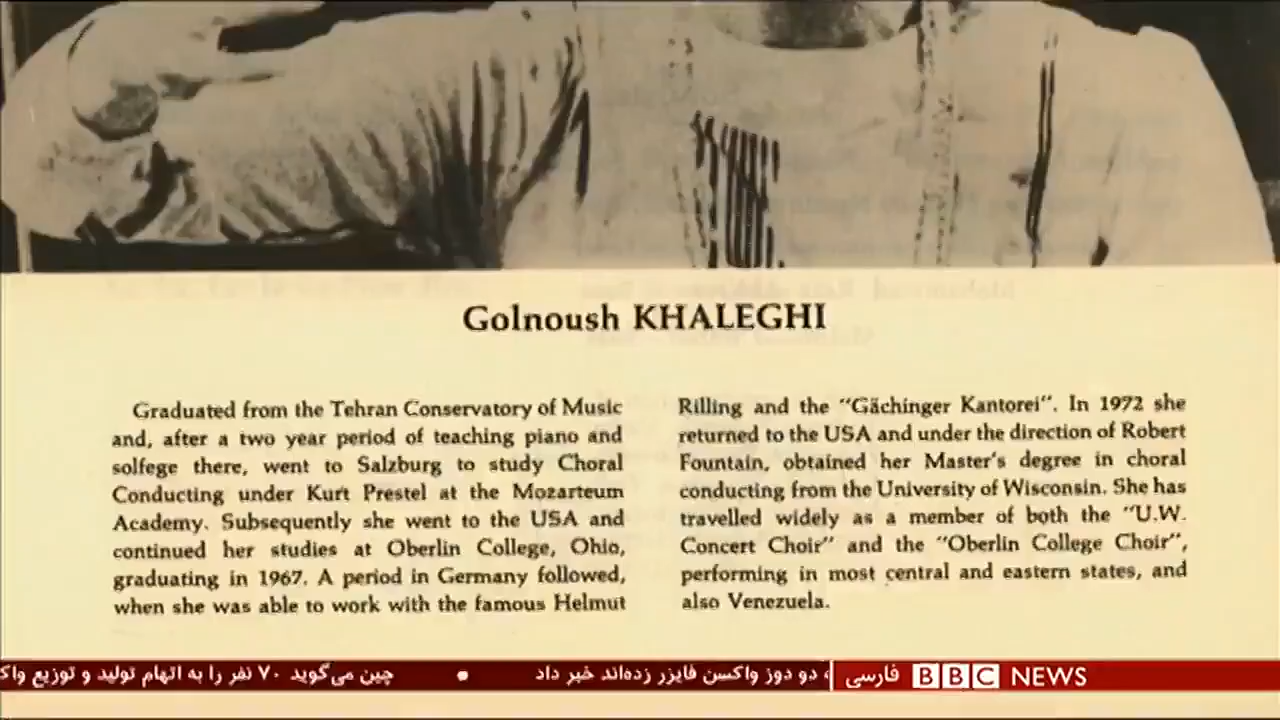 Golnoush KHALEGHI
Graduated from the Tehran Conservatory of Music
and, after a two year period of teaching piano and
solfege there, went to Salzburg to study Choral
Conducting under Kurt Prestel at the Mozarteum
Academy. Subsequently she went to the USA and
continued her studies at Oberlin College, Ohio,
graduating in 1967. A period in Germany followed,
when she was able to work with the famous Helmut
Rilling and the "Gächinger Kantorei". In 1972 she
returned to the USA and under the direction of Robert
Fountain, obtained her Master's degree in choral
conducting from the University of Wisconsin. She has
travelled widely as a member of both the "U.W.
Concert Choir" and the "Oberlin College Choir",
performing in most central and eastern states, and
also Venezuela.
دو دوز واکسن فایزر زده‌اند خبر داد • چین می‌گوید ۷۰ نفر را به اتهام تولید و توزیع
BBC NEWS فارسی